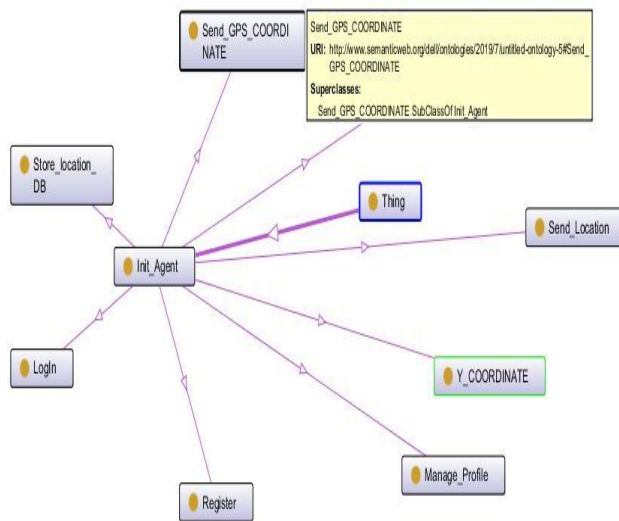 Send_GPS_COORDI
NATE
Send_GPS_COORDINATE
URI: http://www.semanticweb.org/dell/ontologies/2019/7/untitled-ontology-5#Send_
GPS_COORDINATE
Superclasses:
Send_GPS_COORDINATE SubClassOf Init_Agent
Store_location_
DB
Thing
Send_Location
Init_Agent
LogIn
Y_COORDINATE
Manage_Profile
Register